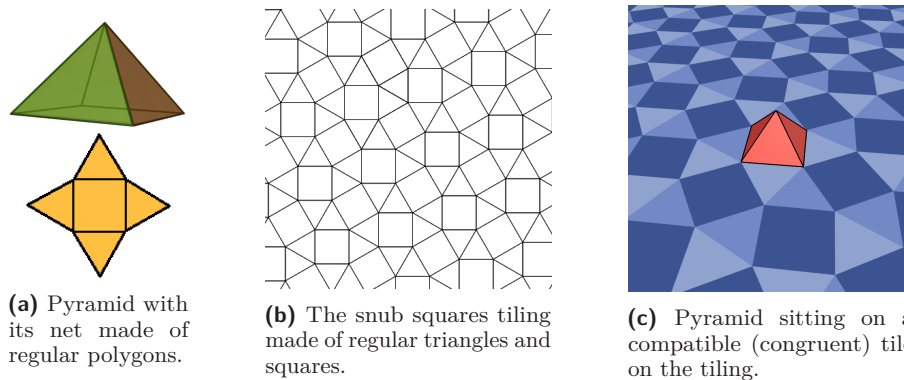 (a) Pyramid with
its net made of
regular polygons.
(b) The snub squares tiling
made of regular triangles and
squares.
(c) Pyramid sitting on a
compatible (congruent) tile
on the tiling.